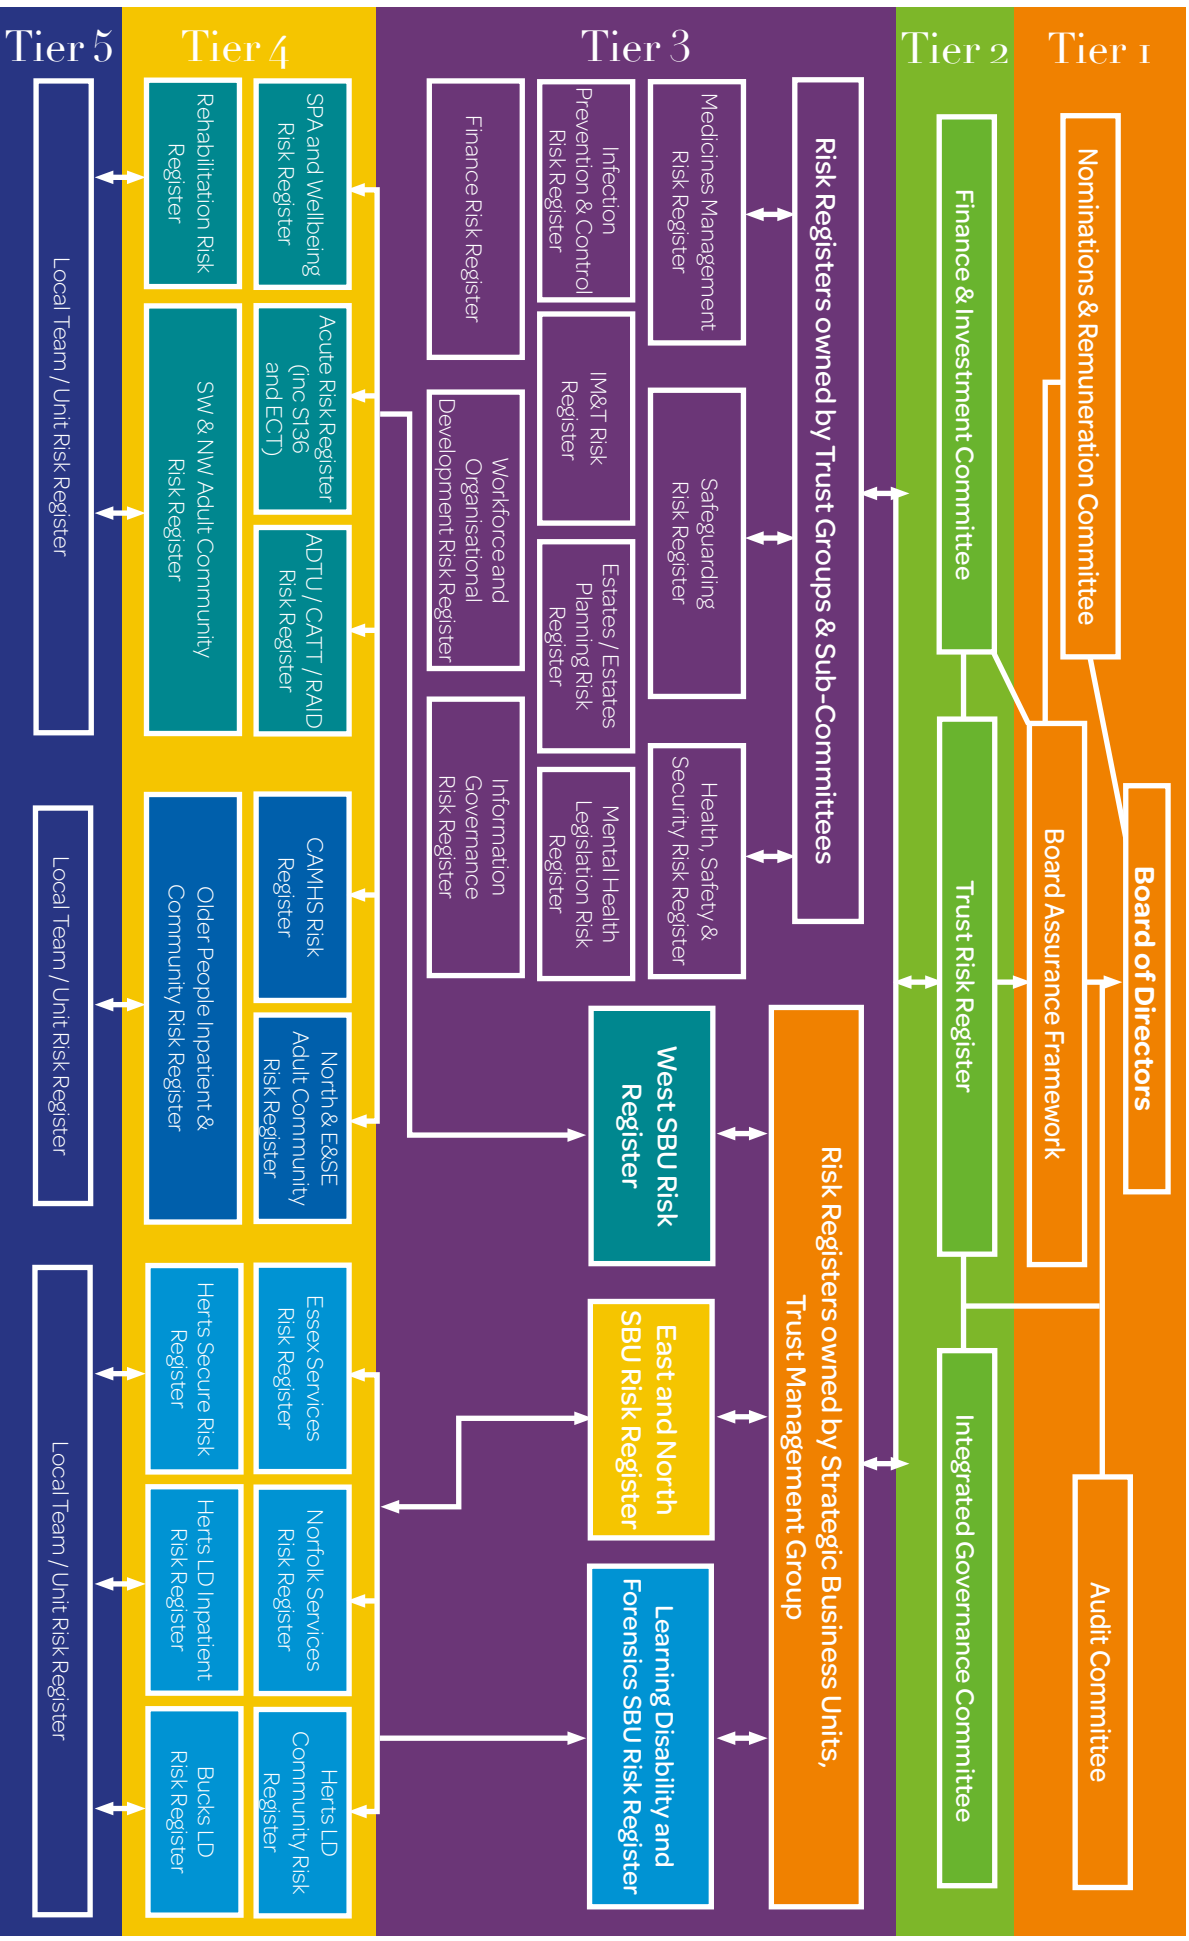 Tier 1
Board of Directors
Nominations & Remuneration Committee
Board Assurance Framework
Audit Committee
Tier 2
Finance & Investment Committee
Trust Risk Register
Integrated Governance Committee
Tier 3
Risk Registers owned by Trust Groups & Sub-Committees
Risk Registers owned by Strategic Business Units,
Trust Management Group
Medicines Management
Risk Register
Safeguarding
Risk Register
Health, Safety &
Security Risk Register
Infection
Prevention & Control
Risk Register
IM&T Risk
Register
Estates / Estates
Planning Risk
Register
Mental Health
Legislation Risk
Register
Finance Risk Register
Workforce and
Organisational
Development Risk Register
Information
Governance
Risk Register
West SBU Risk
Register
East and North
SBU Risk Register
Learning Disability and
Forensics SBU Risk Register
Tier 4
SPA and Wellbeing
Risk Register
Acute Risk Register
(inc S136
and ECT)
ADTU / CATT / RAID
Risk Register
CAMHS Risk
Register
North & E&SE
Adult Community
Risk Register
Essex Services
Risk Register
Norfolk Services
Risk Register
Herts LD
Community Risk
Register
Rehabilitation Risk
Register
SW & NW Adult Community
Risk Register
Older People Inpatient &
Community Risk Register
Herts Secure Risk
Register
Herts LD Inpatient
Risk Register
Bucks LD
Risk Register
Tier 5
Local Team / Unit Risk Register
Local Team / Unit Risk Register
Local Team / Unit Risk Register